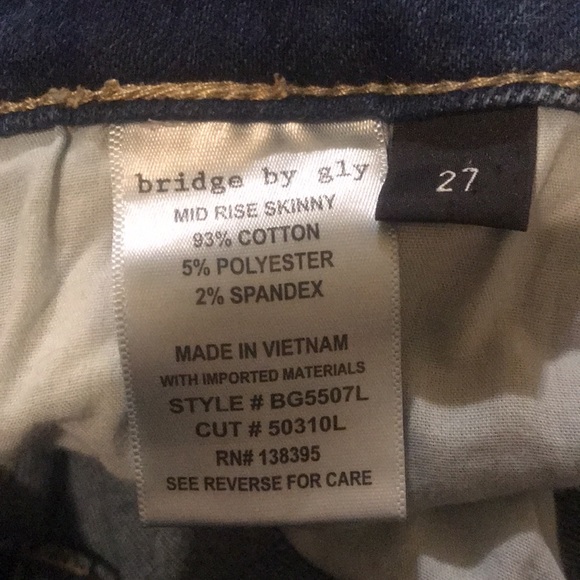 bridge by gly
27
MID RISE SKINNY
93% COTTON
5% POLYESTER
2% SPANDEX
MADE IN VIETNAM
WITH IMPORTED MATERIALS
STYLE # BG5507L
CUT # 50310L
RN# 138395
SEE REVERSE FOR CARE